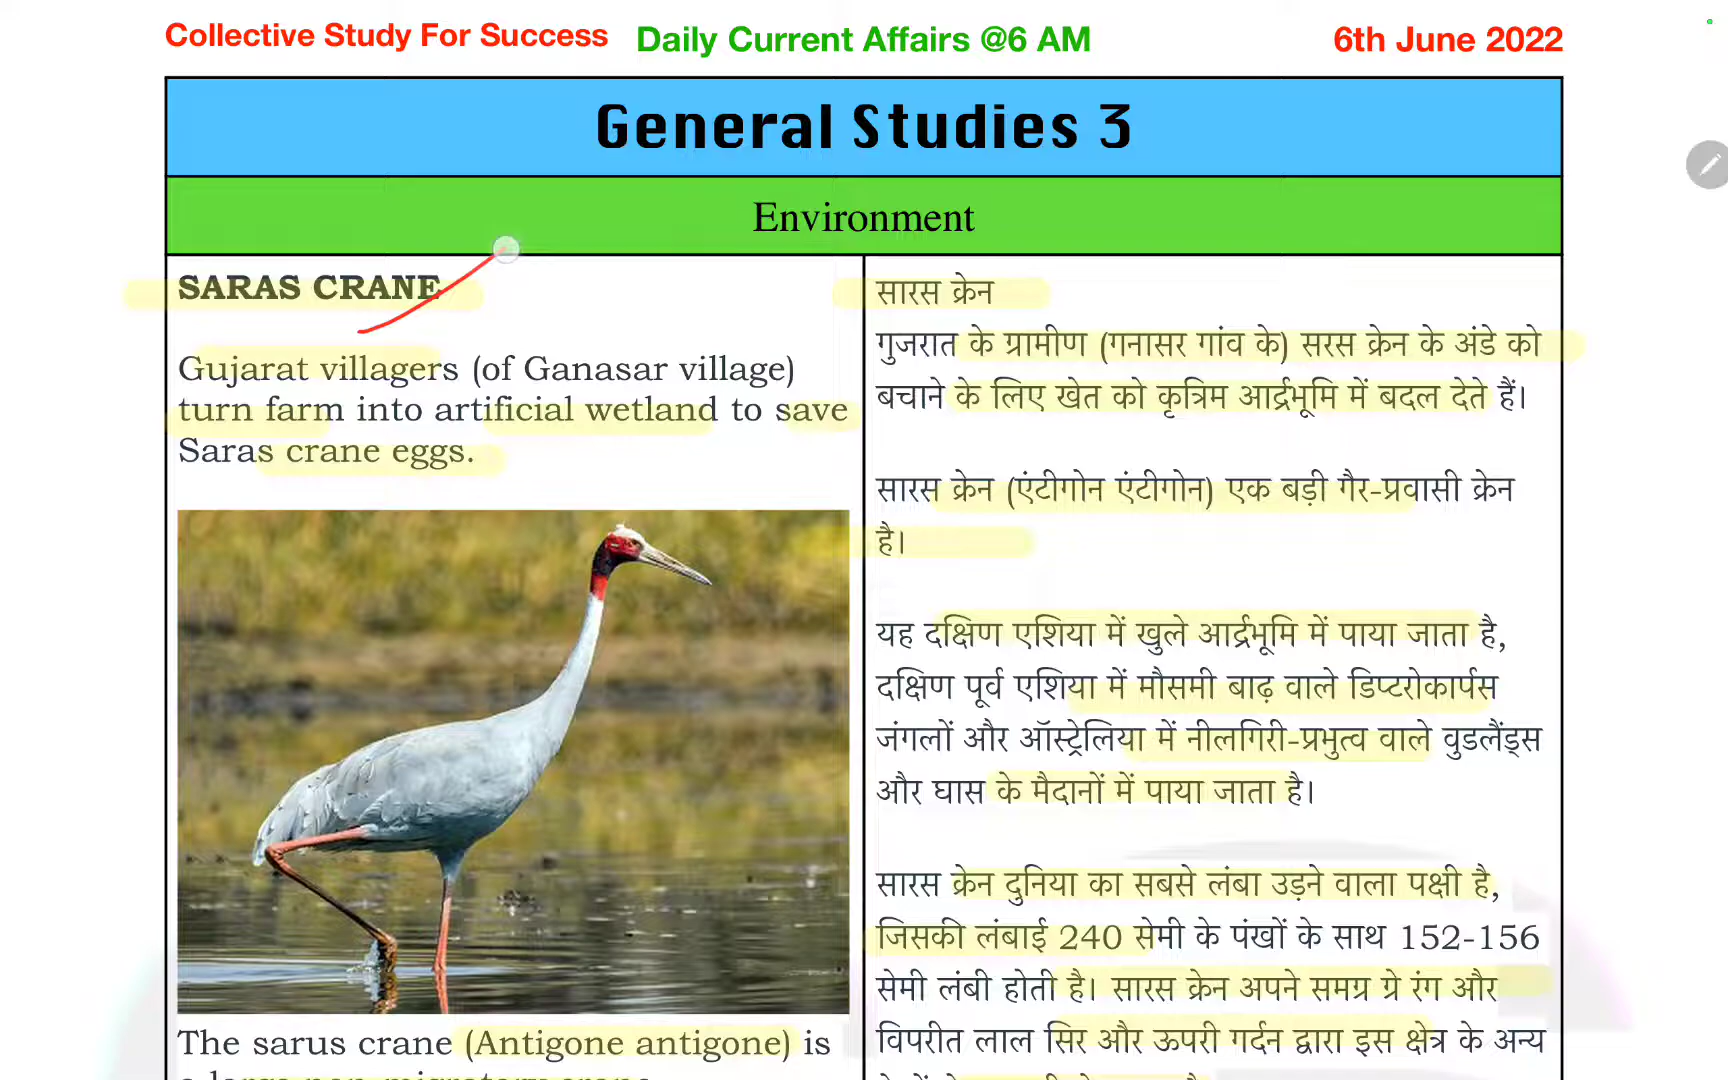 Collective Study For Success Daily Current Affairs @6 AM 6th June 2022
General Studies 3
Environment
SARAS CRANE
Gujarat villagers (of Ganasar village)
turn farm into artificial wetland to save
Saras crane eggs.
The sarus crane (Antigone antigone) is
सारस क्रेन
गुजरात के ग्रामीण (गनासर गांव के) सरस क्रेन के अंडे को
बचाने के लिए खेत को कृत्रिम आर्द्रभूमि में बदल देते हैं।
सारस क्रेन (एंटीगोन एंटीगोन) एक बड़ी गैर-प्रवासी क्रेन
है।
यह दक्षिण एशिया में खुले आर्द्रभूमि में पाया जाता है,
दक्षिण पूर्व एशिया में मौसमी बाढ़ वाले डिप्टरोकार्पस
जंगलों और ऑस्ट्रेलिया में नीलगिरी-प्रभुत्व वाले वुडलैंड्स
और घास के मैदानों में पाया जाता है।
सारस क्रेन दुनिया का सबसे लंबा उड़ने वाला पक्षी है,
जिसकी लंबाई 240 सेमी के पंखों के साथ 152-156
सेमी लंबी होती है। सारस क्रेन अपने समग्र ग्रे रंग और
विपरीत लाल सिर और ऊपरी गर्दन द्वारा इस क्षेत्र के अन्य